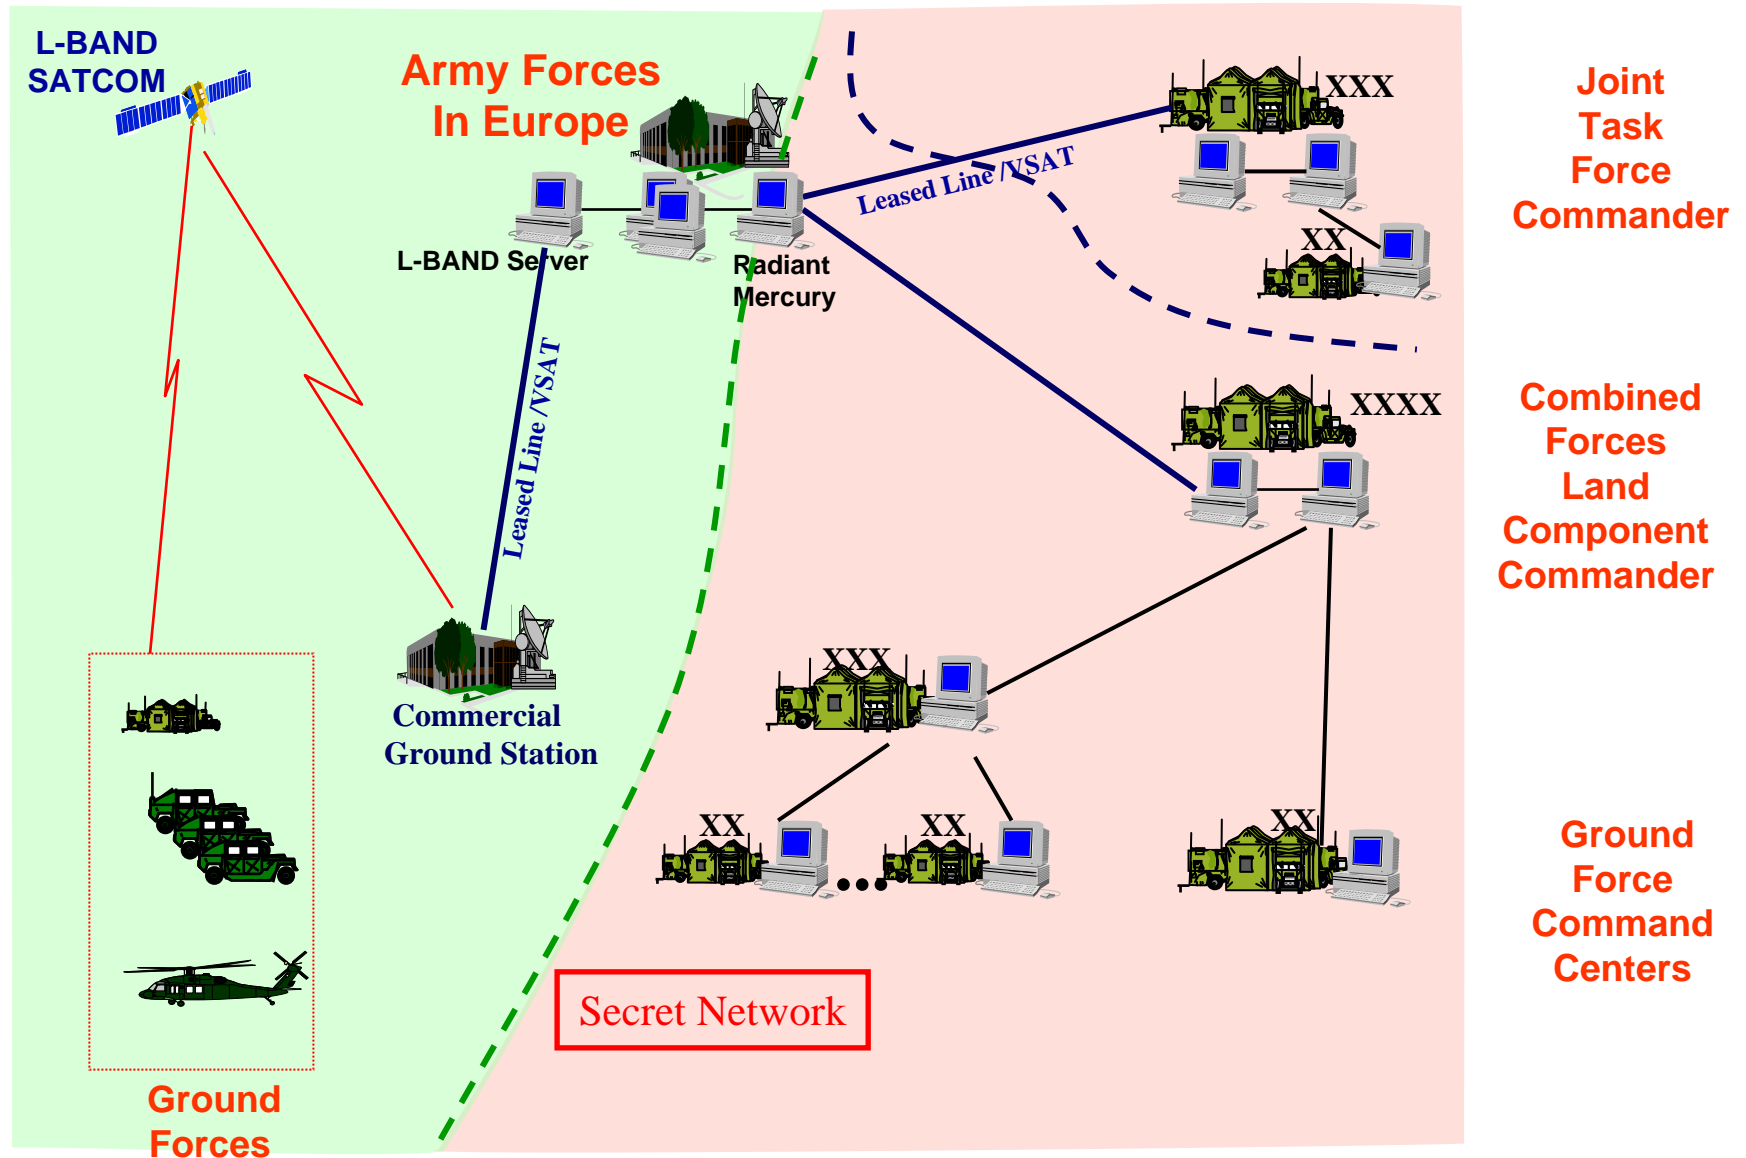 L-BAND
SATCOM
Army Forces
In Europe
XXX
Joint
Task
Force
Commander
Leased Line /VSAT
L-BAND Server
Radiant
Mercury
XX
Leased Line /VSAT
XXXX
Combined
Forces
Land
Component
Commander
XXX
Commercial
Ground Station
XX
XX
XX
Ground
Force
Command
Centers
Secret Network
Ground
Forces